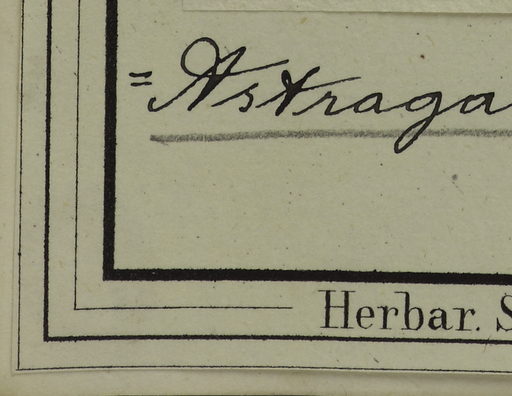 = Astraga
Herbar. S